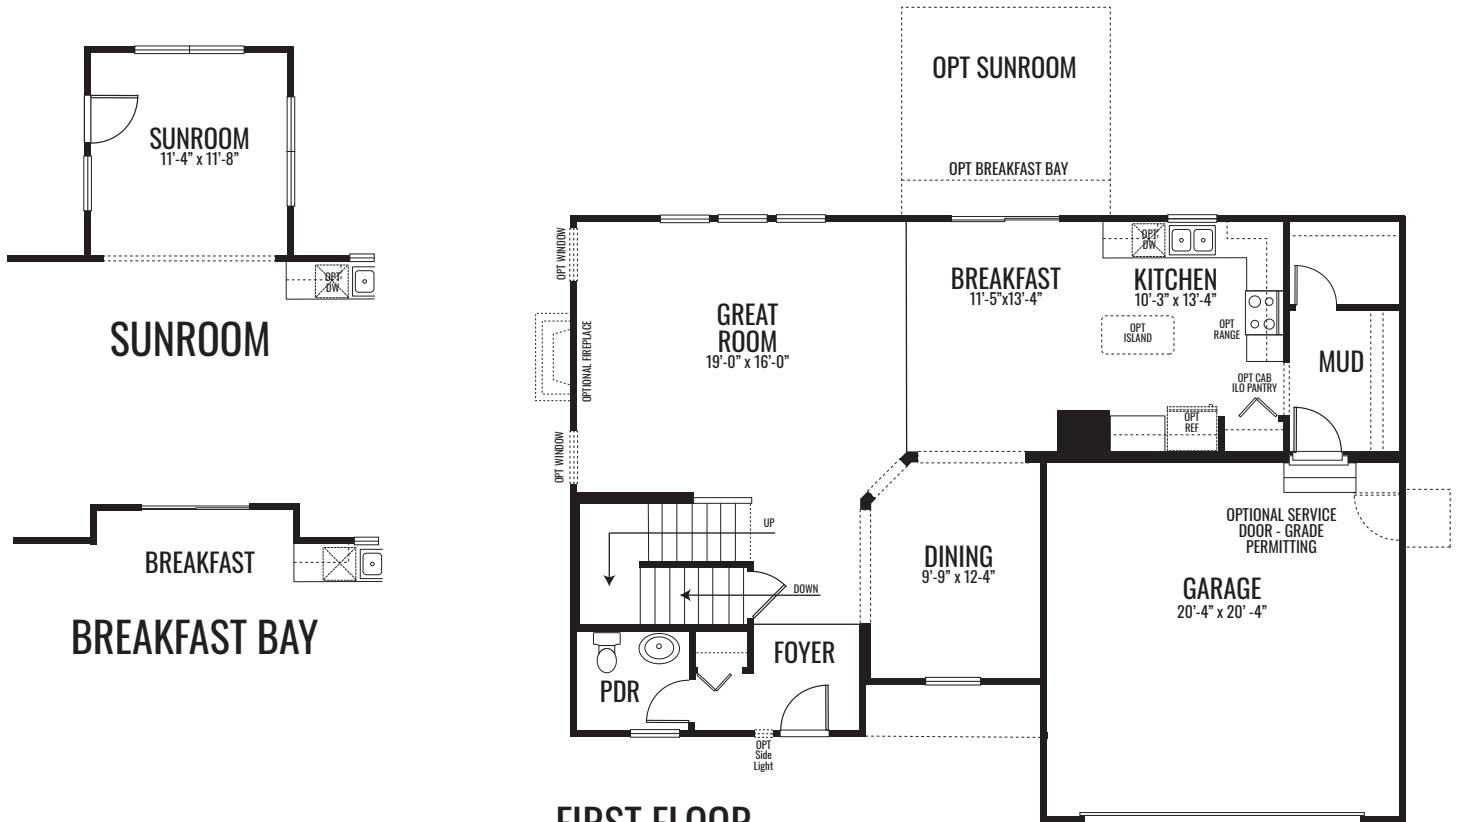 SUNROOM
11'-4” x 11'-8”
OPT
DW
SUNROOM
BREAKFAST
BREAKFAST BAY
OPT SUNROOM
OPT BREAKFAST BAY
OPT WINDOW
OPTIONAL FIREPLACE
OPT WINDOW
GREAT
ROOM
19'-0” x 16'-0”
BREAKFAST
11'-5”x13'-4”
OPT
DW
KITCHEN
10'-3” x 13'-4”
OPT
ISLAND
OPT
RANGE
OPT CAB
ILO PANTRY
OPT
REF
MUD
UP
DOWN
DINING
9'-9” x 12-4”
OPTIONAL SERVICE
DOOR - GRADE
PERMITTING
GARAGE
20'-4” x 20' -4”
FOYER
PDR
OPT
Side
Light
FIRST FLOOR